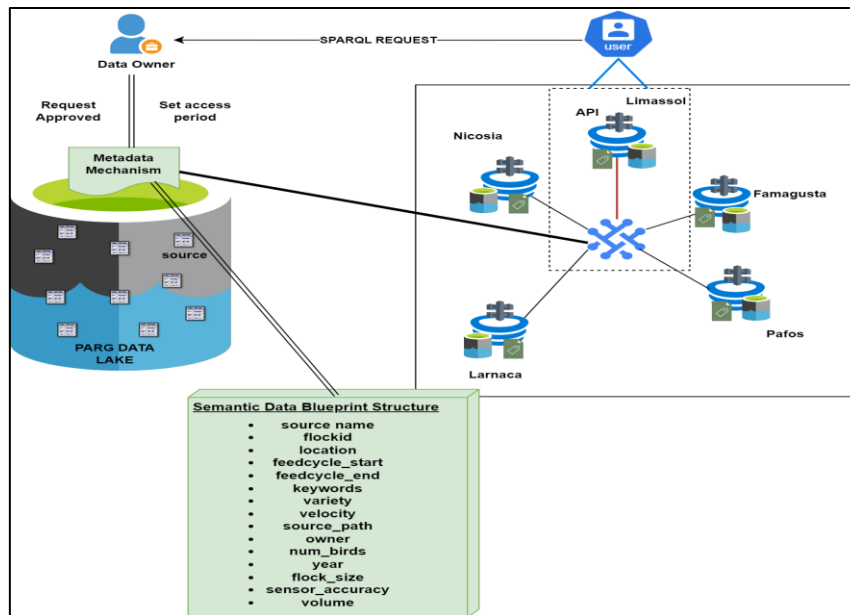 SPARQL REQUEST
user
Data Owner
Request
Approved
Set access
period
Metadata
Mechanism
source
PARG DATA
LAKE
API
Limassol
Nicosia
Famagusta
Pafos
Larnaca
Semantic Data Blueprint Structure
• source name
• flockid
• location
• feedcycle_start
• feedcycle_end
• keywords
• variety
• velocity
• source_path
• owner
• num_birds
• year
• flock_size
• sensor_accuracy
• volume